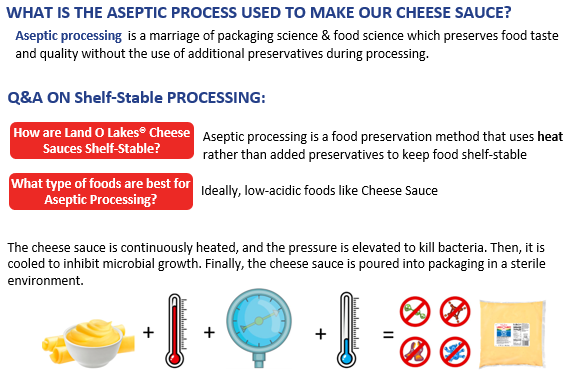 WHAT IS THE ASEPTIC PROCESS USED TO MAKE OUR CHEESE SAUCE?
Aseptic processing is a marriage of packaging science & food science which preserves food taste
and quality without the use of additional preservatives during processing.
Q&A ON Shelf-Stable PROCESSING:
How are Land O Lakes® Cheese
Sauces Shelf-Stable?
Aseptic processing is a food preservation method that uses heat
rather than added preservatives to keep food shelf-stable
What type of foods are best for
Aseptic Processing?
Ideally, low-acidic foods like Cheese Sauce
The cheese sauce is continuously heated, and the pressure is elevated to kill bacteria. Then, it is
cooled to inhibit microbial growth. Finally, the cheese sauce is poured into packaging in a sterile
environment.
+ + + =